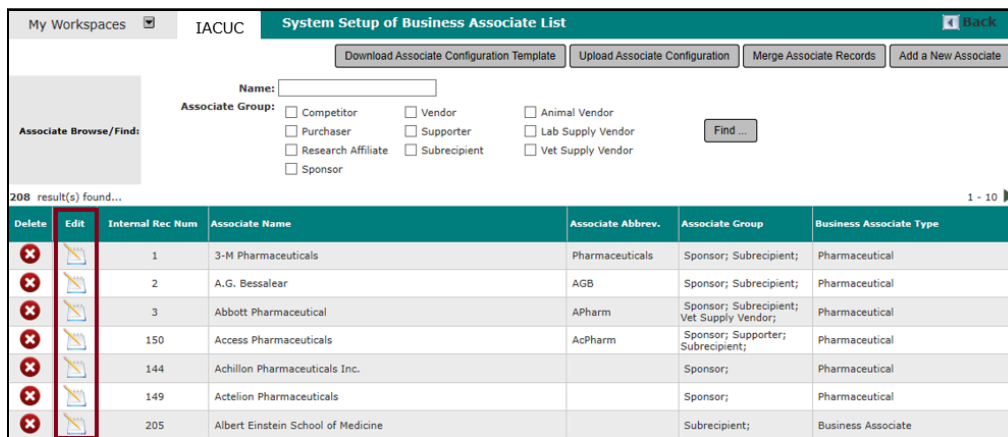 My Workspaces IACUC System Setup of Business Associate List Back
Download Associate Configuration Template Upload Associate Configuration Merge Associate Records Add a New Associate
Name:
Associate Group:
Competitor Vendor Animal Vendor
Associate Browse/Find: Purchaser Supporter Lab Supply Vendor Find ...
Research Affiliate Subrecipient Vet Supply Vendor
Sponsor
208 result(s) found... 1 - 10
Delete Edit Internal Rec Num Associate Name Associate Abbrev. Associate Group Business Associate Type
1 3-M Pharmaceuticals Pharmaceuticals Sponsor; Subrecipient; Pharmaceutical
2 A.G. Bessalear AGB Sponsor; Subrecipient; Pharmaceutical
3 Abbott Pharmaceutical APharm Sponsor; Subrecipient; Vet Supply Vendor; Pharmaceutical
150 Access Pharmaceuticals AcPharm Sponsor; Supporter; Subrecipient; Pharmaceutical
144 Achillon Pharmaceuticals Inc. Sponsor; Pharmaceutical
149 Actelion Pharmaceuticals Sponsor; Pharmaceutical
205 Albert Einstein School of Medicine Subrecipient; Business Associate